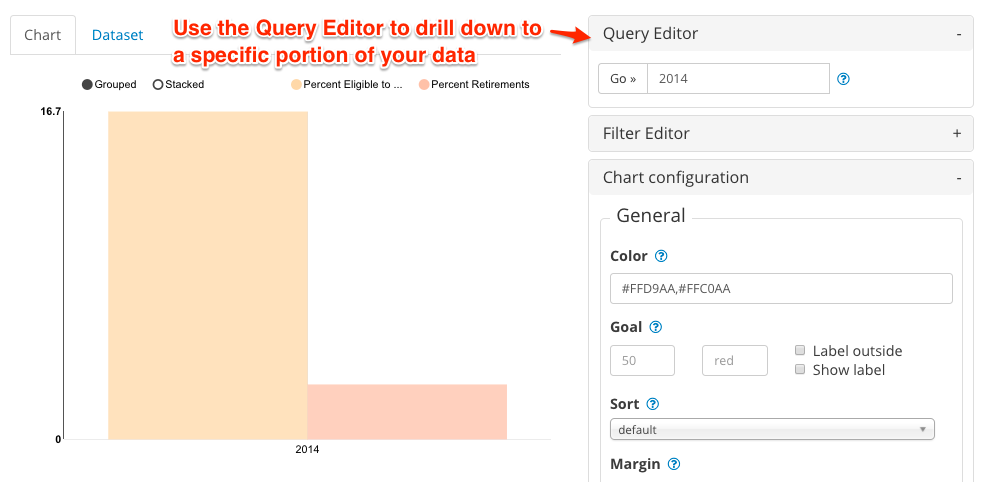 Chart
Dataset
Use the Query Editor to drill down to
a specific portion of your data
Grouped
Stacked
Percent Eligible to ...
Percent Retirements
16.7
0
2014
Query Editor
-
Go »
2014
?
Filter Editor
+
Chart configuration
-
General
Color ?
#FFD9AA,#FFC0AA
Goal ?
50
red
Label outside
Show label
Sort ?
default
Margin ?